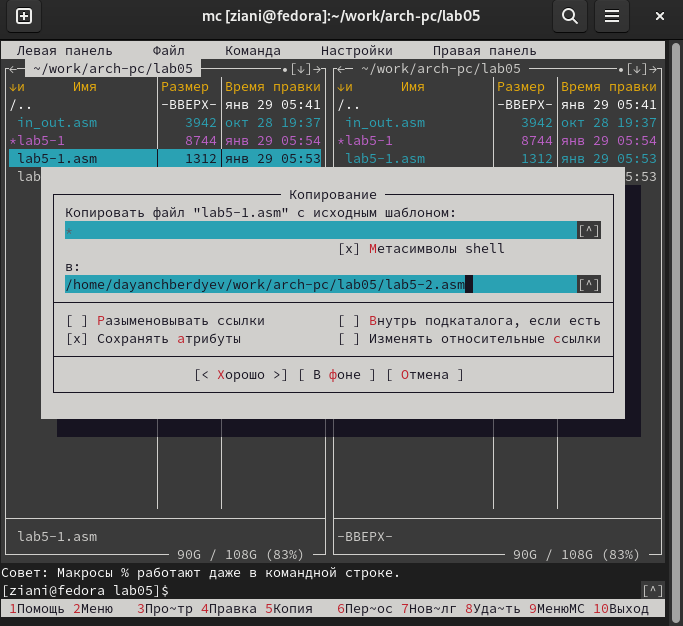 mc [ziani@fedora]:~/work/arch-pc/lab05
Левая панель Файл Команда Настройки Правая панель
←┌ ~/work/arch-pc/lab05 •[↓]→ ←┌ ~/work/arch-pc/lab05 •[↓]→
↓и Имя Размер Время правки ↓и Имя Размер Время правки
/.. -ВВЕРХ- янв 29 05:41 /.. -ВВЕРХ- янв 29 05:41
in_out.asm 3942 окт 28 19:37 in_out.asm 3942 окт 28 19:37
*lab5-1 8744 янв 29 05:54 *lab5-1 8744 янв 29 05:54
lab5-1.asm 1312 янв 29 05:53 lab5-1.asm 1312 янв 29 05:53
lab 05:53
Копирование
Копировать файл "lab5-1.asm" с исходным шаблоном:
* [^]
[x] Метасимволы shell
в:
/home/dayanchberdyev/work/arch-pc/lab05/lab5-2.asm [^]
[ ] Разыменовывать ссылки [ ] Внутрь подкаталога, если есть
[x] Сохранять атрибуты [ ] Изменять относительные ссылки
[< Хорошо >] [ В фоне ] [ Отмена ]
lab5-1.asm -ВВЕРХ-
90G / 108G (83%) 90G / 108G (83%)
Совет: Макросы % работают даже в командной строке.
[ziani@fedora lab05]$ [^]
1Помощь 2Меню 3Про~тр 4Правка 5Копия 6Пер~ос 7Нов~лг 8Уда~ть 9МенюMC 10Выход